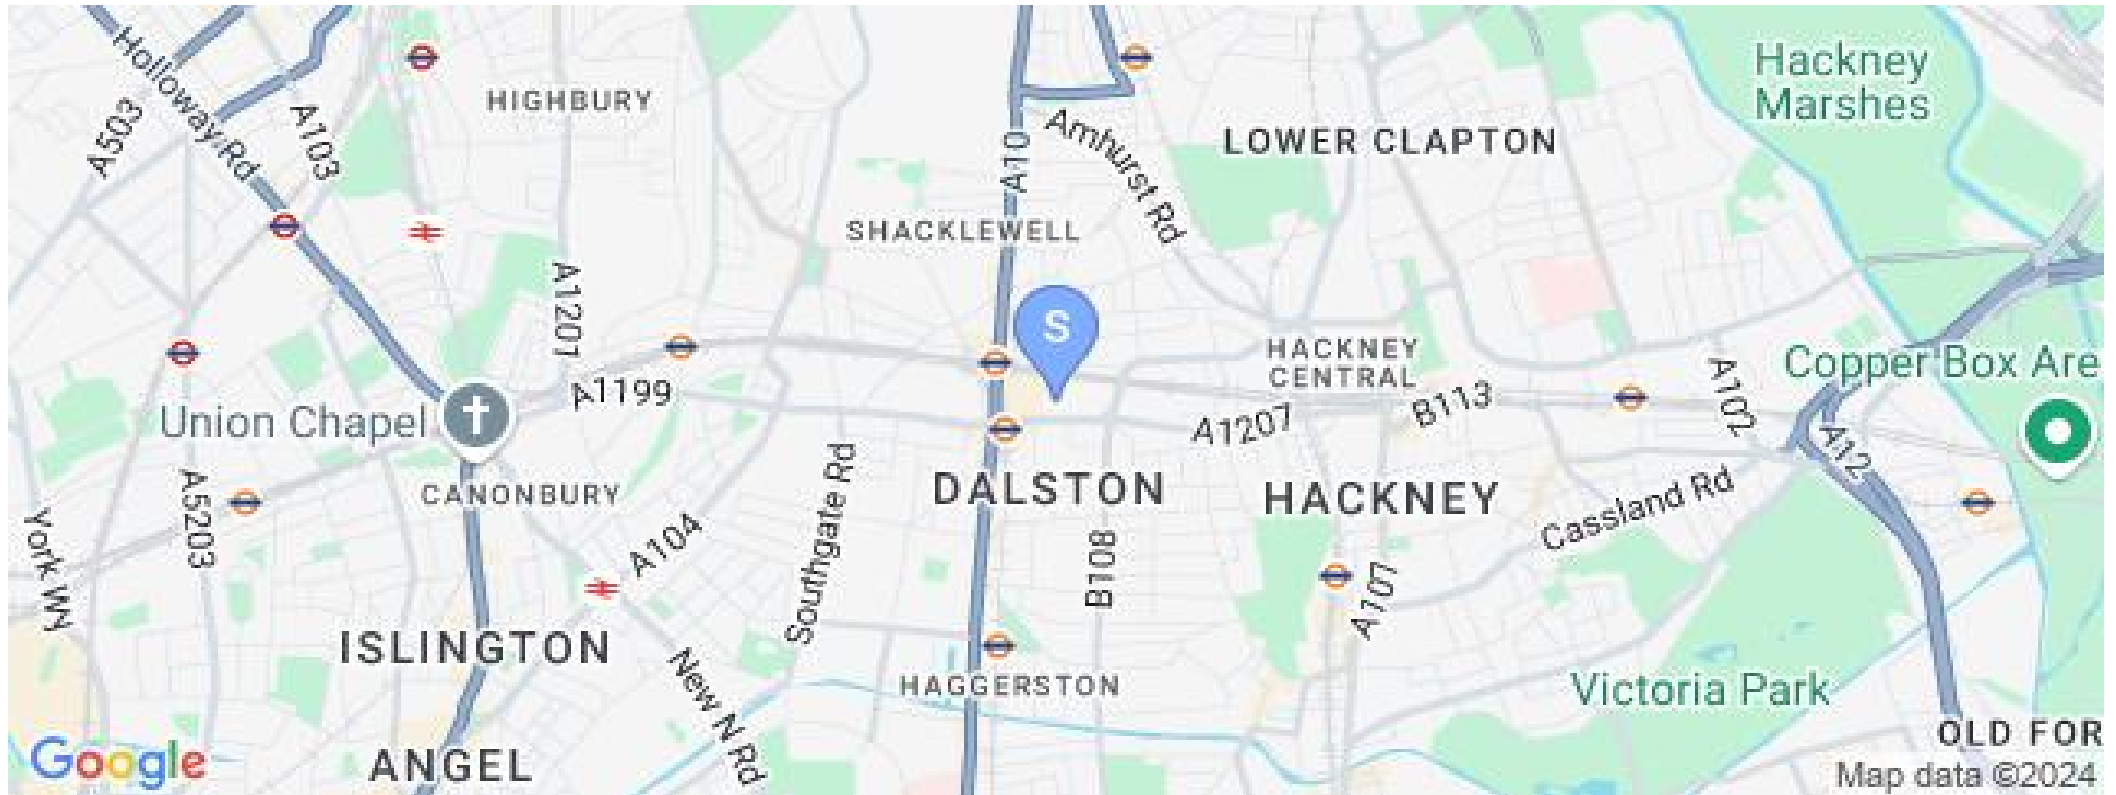 Holloway Rd
A503
A103
HIGHBURY
A10
Amhurst Rd
LOWER CLAPTON
Hackney
Marshes
SHACKLEWELL
A1201
S
HACKNEY
CENTRAL
A1199
Union Chapel
A1207
B113
A102
Copper Box Are
A12
A5203
CANONBURY
Southgate Rd
DALSTON
HACKNEY
Cassland Rd
York Wy
A104
B108
A107
ISLINGTON
New N Rd
HAGGERSTON
Victoria Park
OLD FOR
ANGEL
Google
Map data ©2024